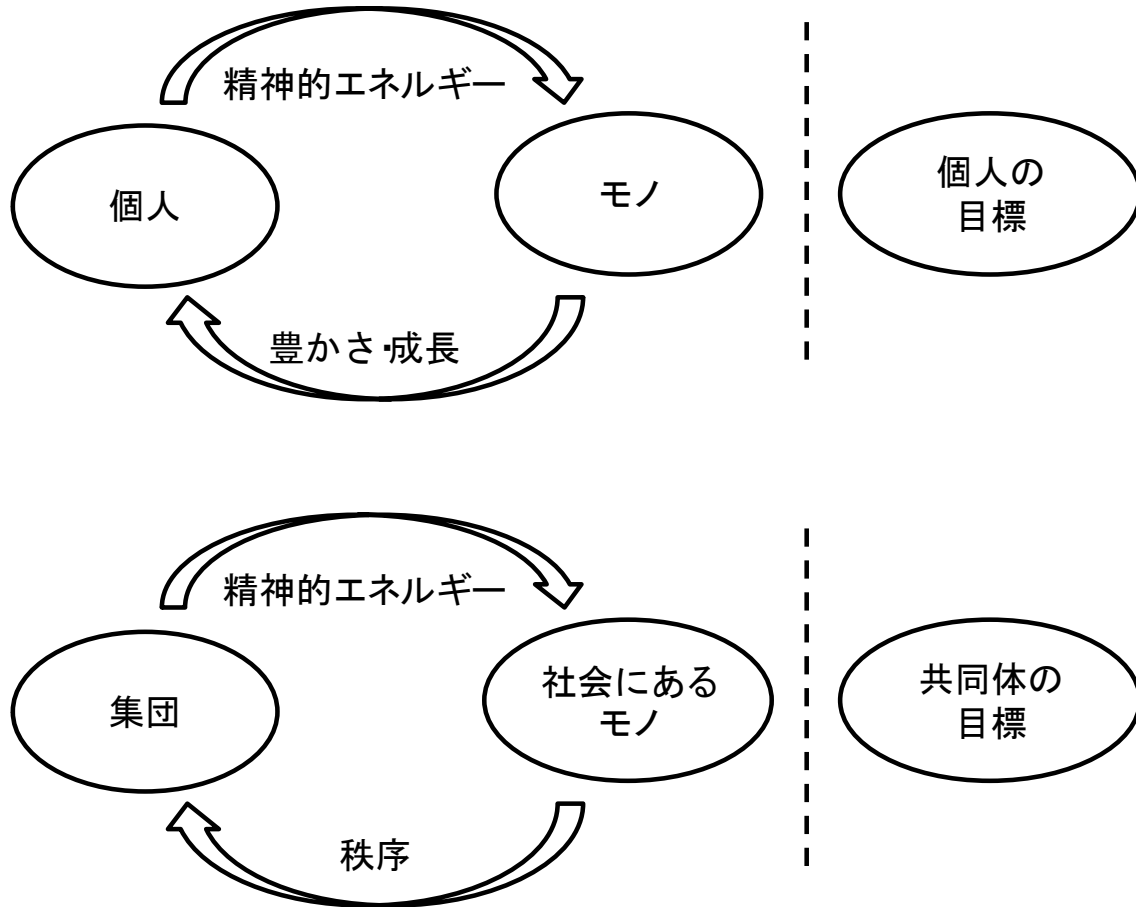 精神的エネルギー
個人
モノ
個人の
目標
豊かさ・成長
精神的エネルギー
集団
社会にある
モノ
共同体の
目標
秩序